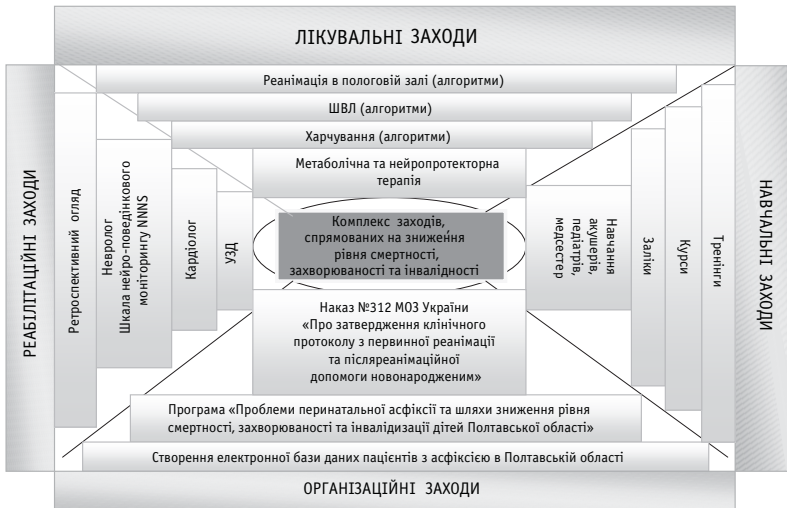 ЛІКУВАЛЬНІ ЗАХОДИ
Реанімація в пологовій залі (алгоритми)
ШВЛ (алгоритми)
Харчування (алгоритми)
Метаболічна та нейропротекторна
терапія
РЕАБІЛІТАЦІЙНІ ЗАХОДИ
Ретроспективний огляд
Невролог
Шкала нейро-поведінкового
моніторингу NNNS
Кардіолог
УЗД
Комплекс заходів,
спрямованих на зниження
рівня смертності,
захворюваності та інвалідності
Навчання
акушерів,
педіатрів,
медсестер
Заліки
Курси
Тренінги
НАВЧАЛЬНІ ЗАХОДИ
Наказ №312 МОЗ України
«Про затвердження клінічного
протоколу з первинної реанімації
та післяреанімаційної
допомоги новонародженим»
Програма «Проблеми перинатальної асфіксії та шляхи зниження рівня
смертності, захворюваності та інвалідизації дітей Полтавської області»
Створення електронної бази даних пацієнтів з асфіксією в Полтавській області
ОРГАНІЗАЦІЙНІ ЗАХОДИ